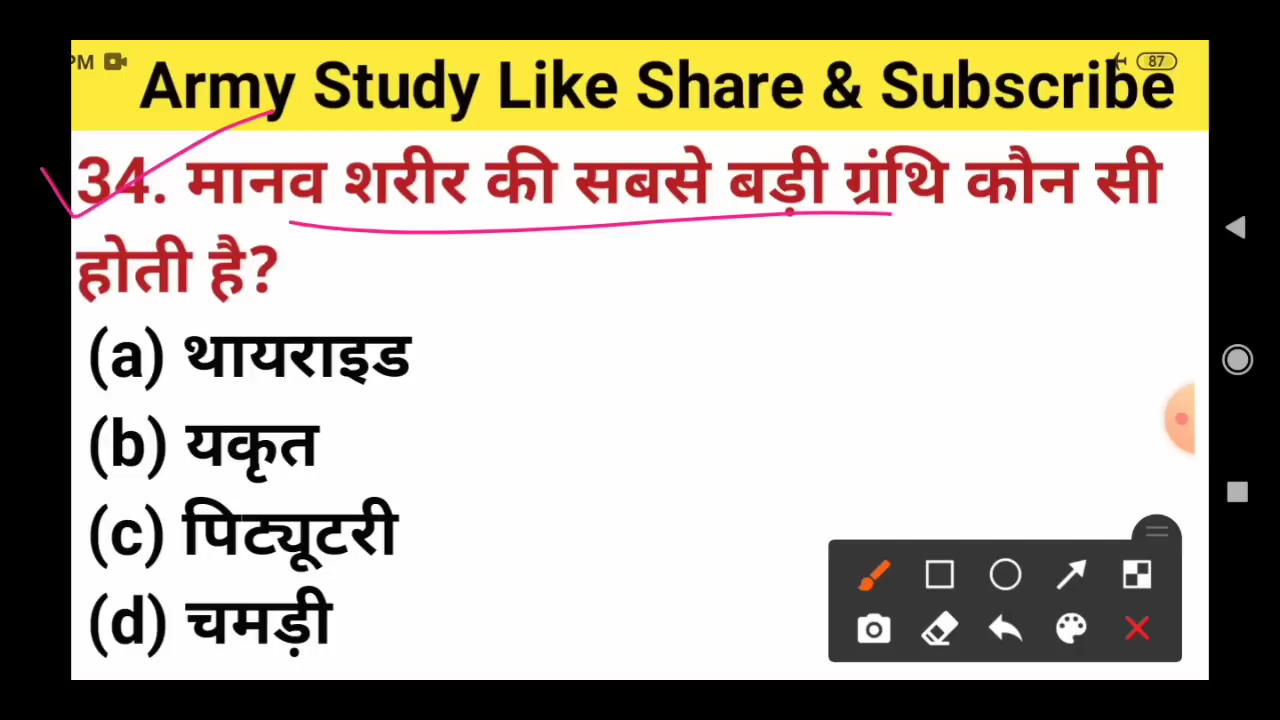 PM 87
Army Study Like Share & Subscribe
34. मानव शरीर की सबसे बड़ी ग्रंथि कौन सी
होती है?
(a) थायराइड
(b) यकृत
(c) पिट्यूटरी
(d) चमड़ी